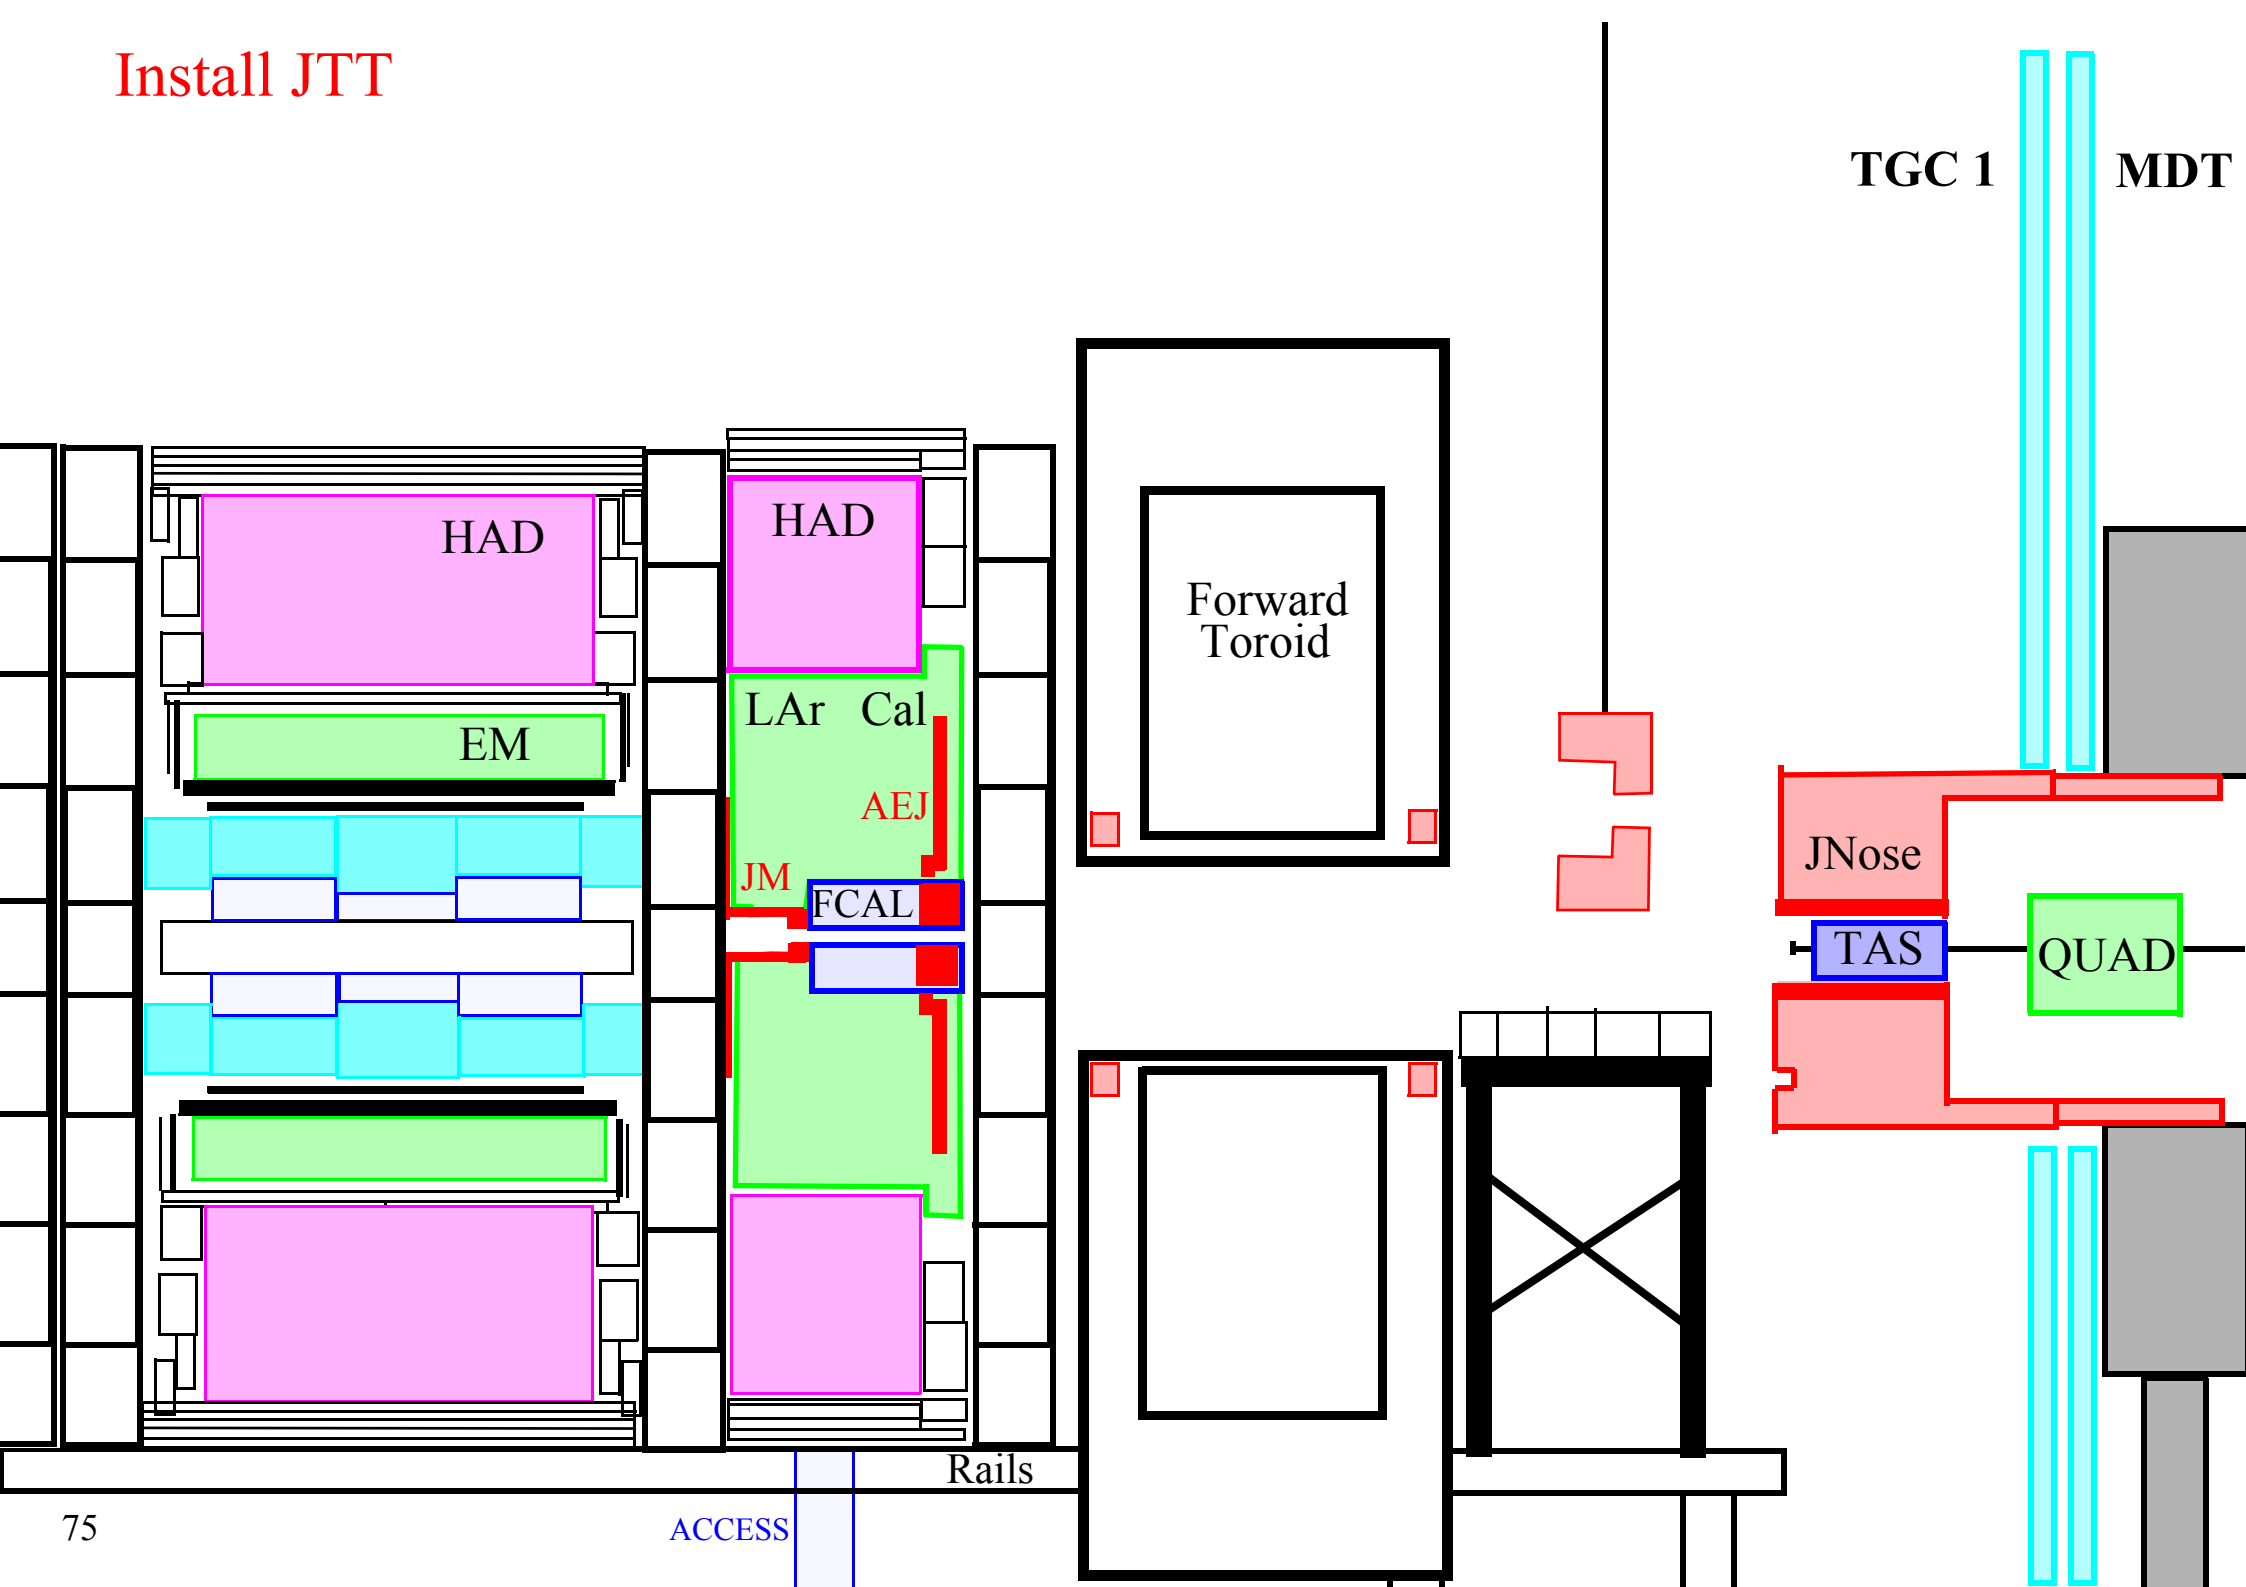 Install JTT
TGC 1
MDT
HAD
HAD
Forward
Toroid
LAr Cal
EM
AEJ
JM
JNose
FCAL
TAS
QUAD
Rails
75
ACCESS